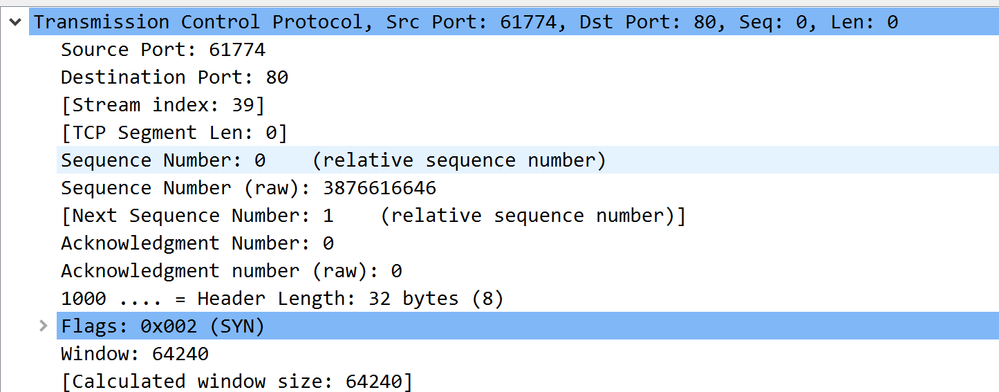 Transmission Control Protocol, Src Port: 61774, Dst Port: 80, Seq: 0, Len: 0
Source Port: 61774
Destination Port: 80
[Stream index: 39]
[TCP Segment Len: 0]
Sequence Number: 0    (relative sequence number)
Sequence Number (raw): 3876616646
[Next Sequence Number: 1    (relative sequence number)]
Acknowledgment Number: 0
Acknowledgment number (raw): 0
1000 .... = Header Length: 32 bytes (8)
Flags: 0x002 (SYN)
Window: 64240
[Calculated window size: 64240]